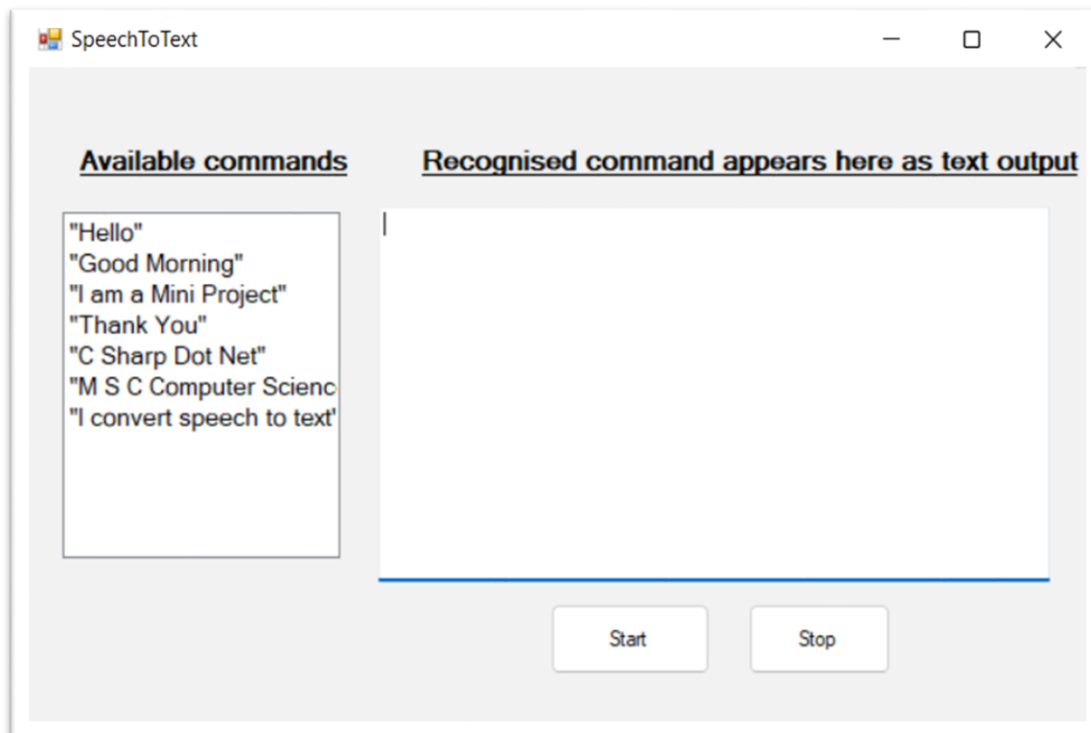 SpeechToText
Available commands
Recognised command appears here as text output
"Hello"
"Good Morning"
"I am a Mini Project"
"Thank You"
"C Sharp Dot Net"
"M S C Computer Scienc
"I convert speech to text"
Start
Stop